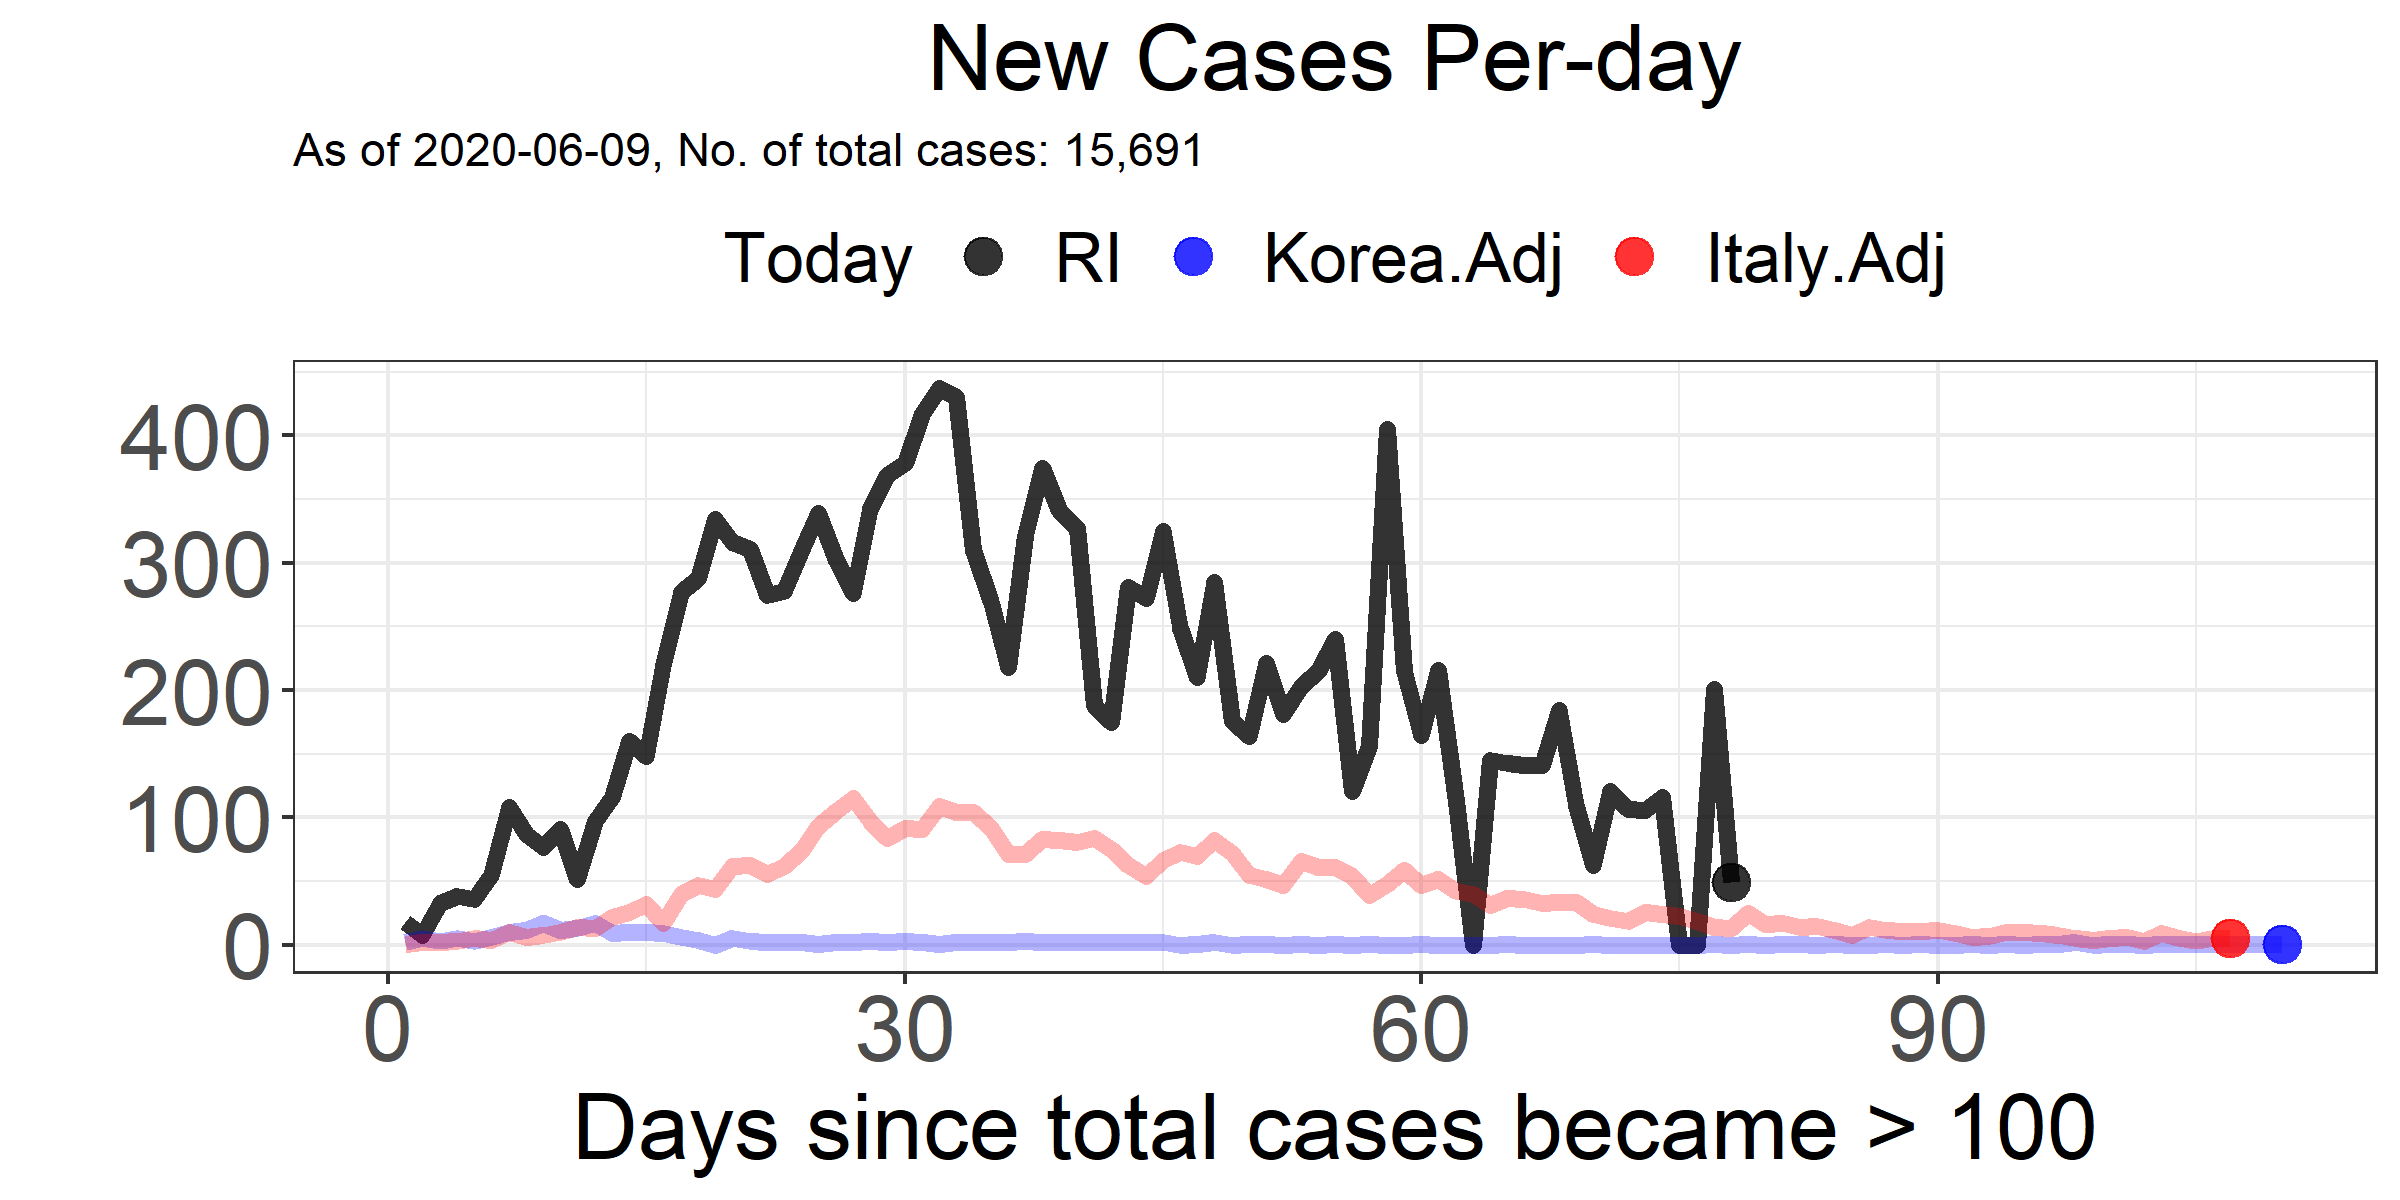 New Cases Per-day
As of 2020-06-09, No. of total cases: 15,691
Today RI Korea.Adj Italy.Adj
400
300
200
100
0
0 30 60 90
Days since total cases became > 100